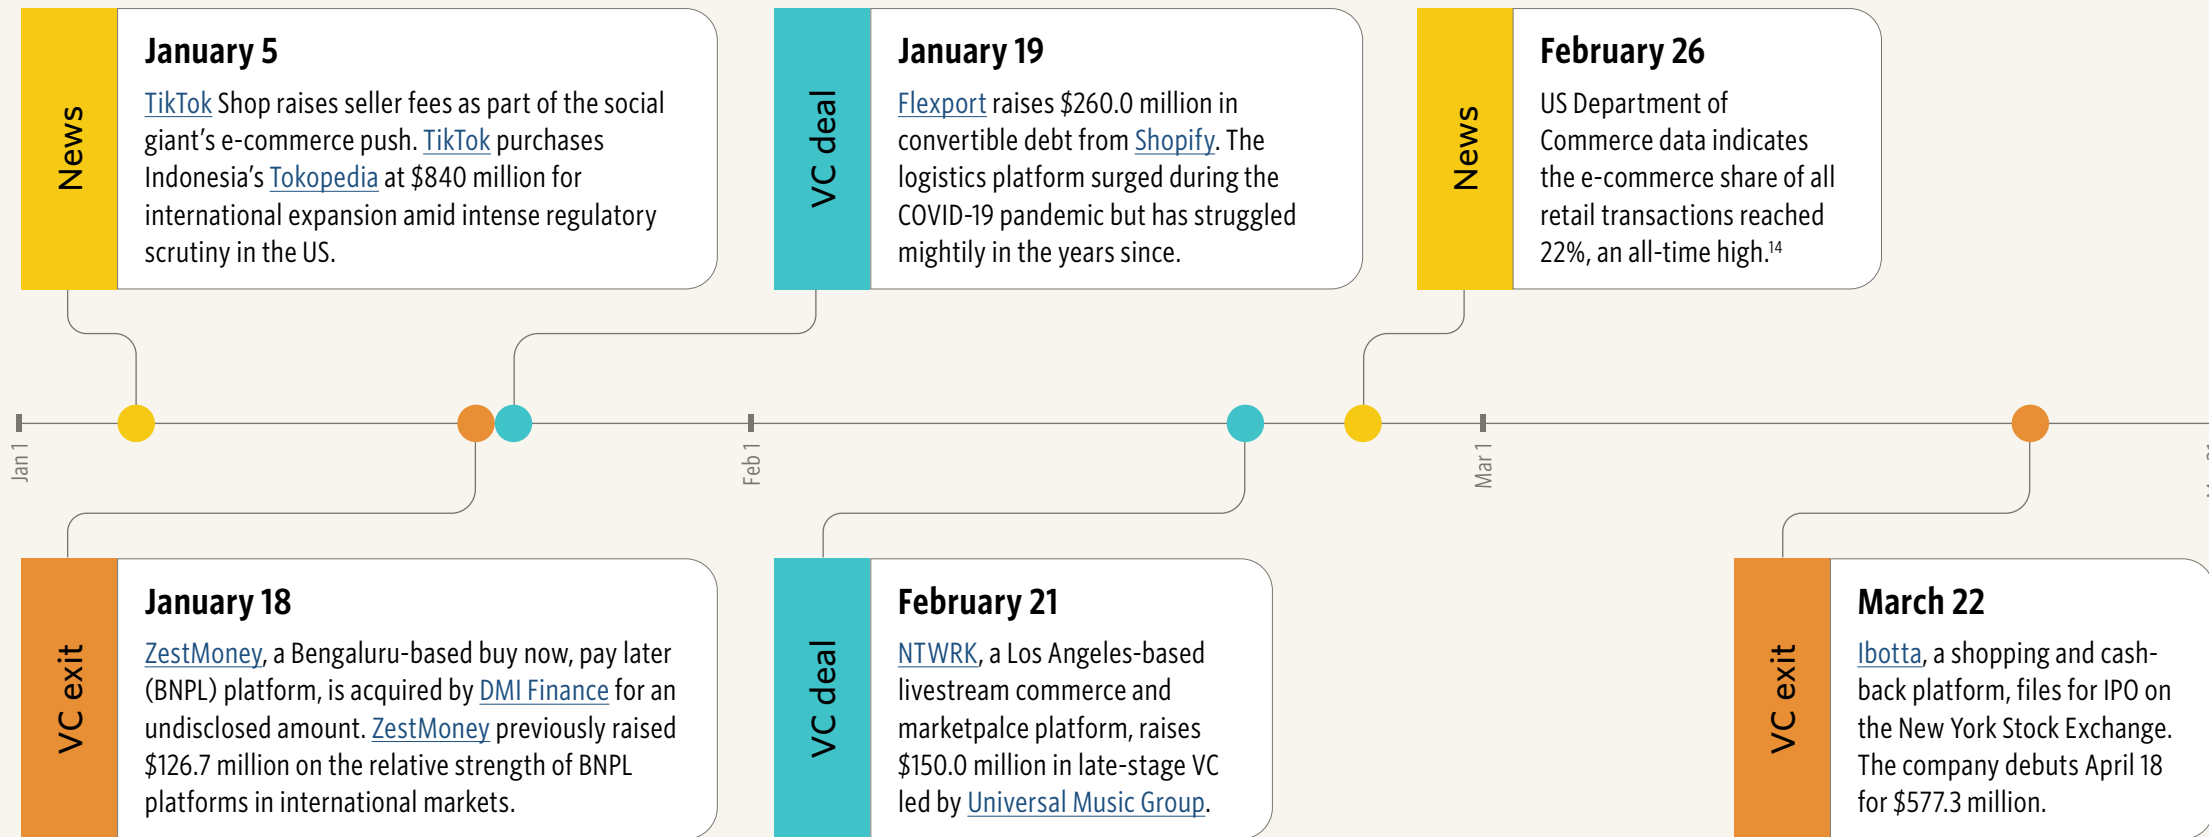 News
January 5
TikTok Shop raises seller fees as part of the social
giant's e-commerce push. TikTok purchases
Indonesia's Tokopedia at $840 million for
international expansion amid intense regulatory
scrutiny in the US.
VC deal
January 19
Flexport raises $260.0 million in
convertible debt from Shopify. The
logistics platform surged during the
COVID-19 pandemic but has struggled
mightily in the years since.
News
February 26
US Department of
Commerce data indicates
the e-commerce share of all
retail transactions reached
22%, an all-time high.14
Jan 1
Feb 1
Mar 1
VC exit
January 18
ZestMoney, a Bengaluru-based buy now, pay later
(BNPL) platform, is acquired by DMI Finance for an
undisclosed amount. ZestMoney previously raised
$126.7 million on the relative strength of BNPL
platforms in international markets.
VC deal
February 21
NTWRK, a Los Angeles-based
livestream commerce and
marketpalce platform, raises
$150.0 million in late-stage VC
led by Universal Music Group.
VC exit
March 22
Ibotta, a shopping and cash-
back platform, files for IPO on
the New York Stock Exchange.
The company debuts April 18
for $577.3 million.